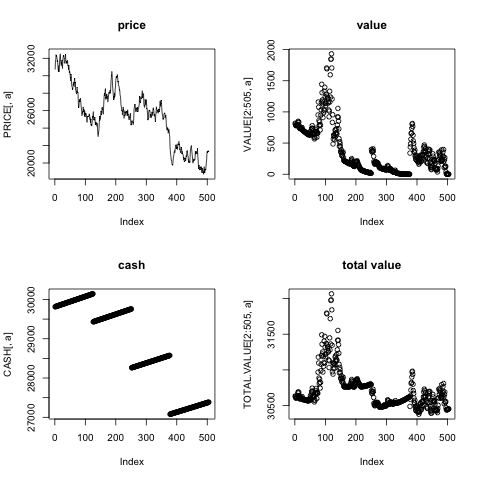 price
PRICE[, a]
20000 26000 32000
0 100 200 300 400 500
Index
value
VALUE[2:505, a]
0 500 1000 1500 2000
0 100 200 300 400 500
Index
cash
CASH[, a]
27000 28000 29000 30000
0 100 200 300 400 500
Index
total value
TOTAL.VALUE[2:505, a]
30500 31500
0 100 200 300 400 500
Index